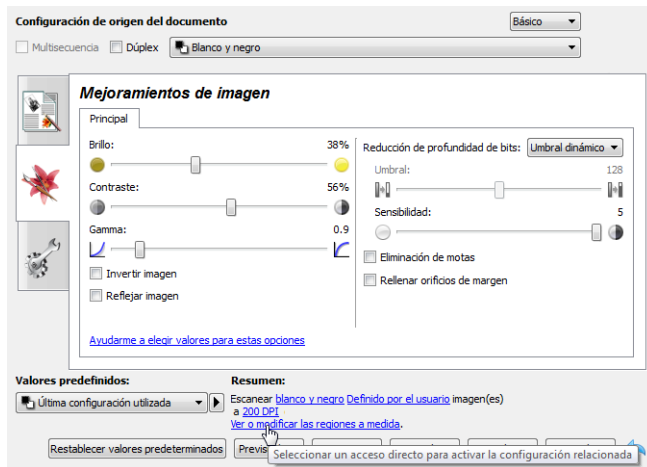 Configuración de origen del documento
Básico
Multisecuencia
Dúplex
Blanco y negro
Mejoramientos de imagen
Principal
Brillo:
38%
Contraste:
56%
Gamma:
0.9
Invertir imagen
Reflejar imagen
Ayudarme a elegir valores para estas opciones
Reducción de profundidad de bits:
Umbral dinámico
Umbral:
128
Sensibilidad:
5
Eliminación de motas
Rellenar orificios de margen
Valores predefinidos:
Última configuración utilizada
Resumen:
Escanear blanco y negro Definido por el usuario imagen(es)
a 200 DPI
Ver o modificar las regiones a medida.
Restablecer valores predeterminados
Seleccionar un acceso directo para activar la configuración relacionada